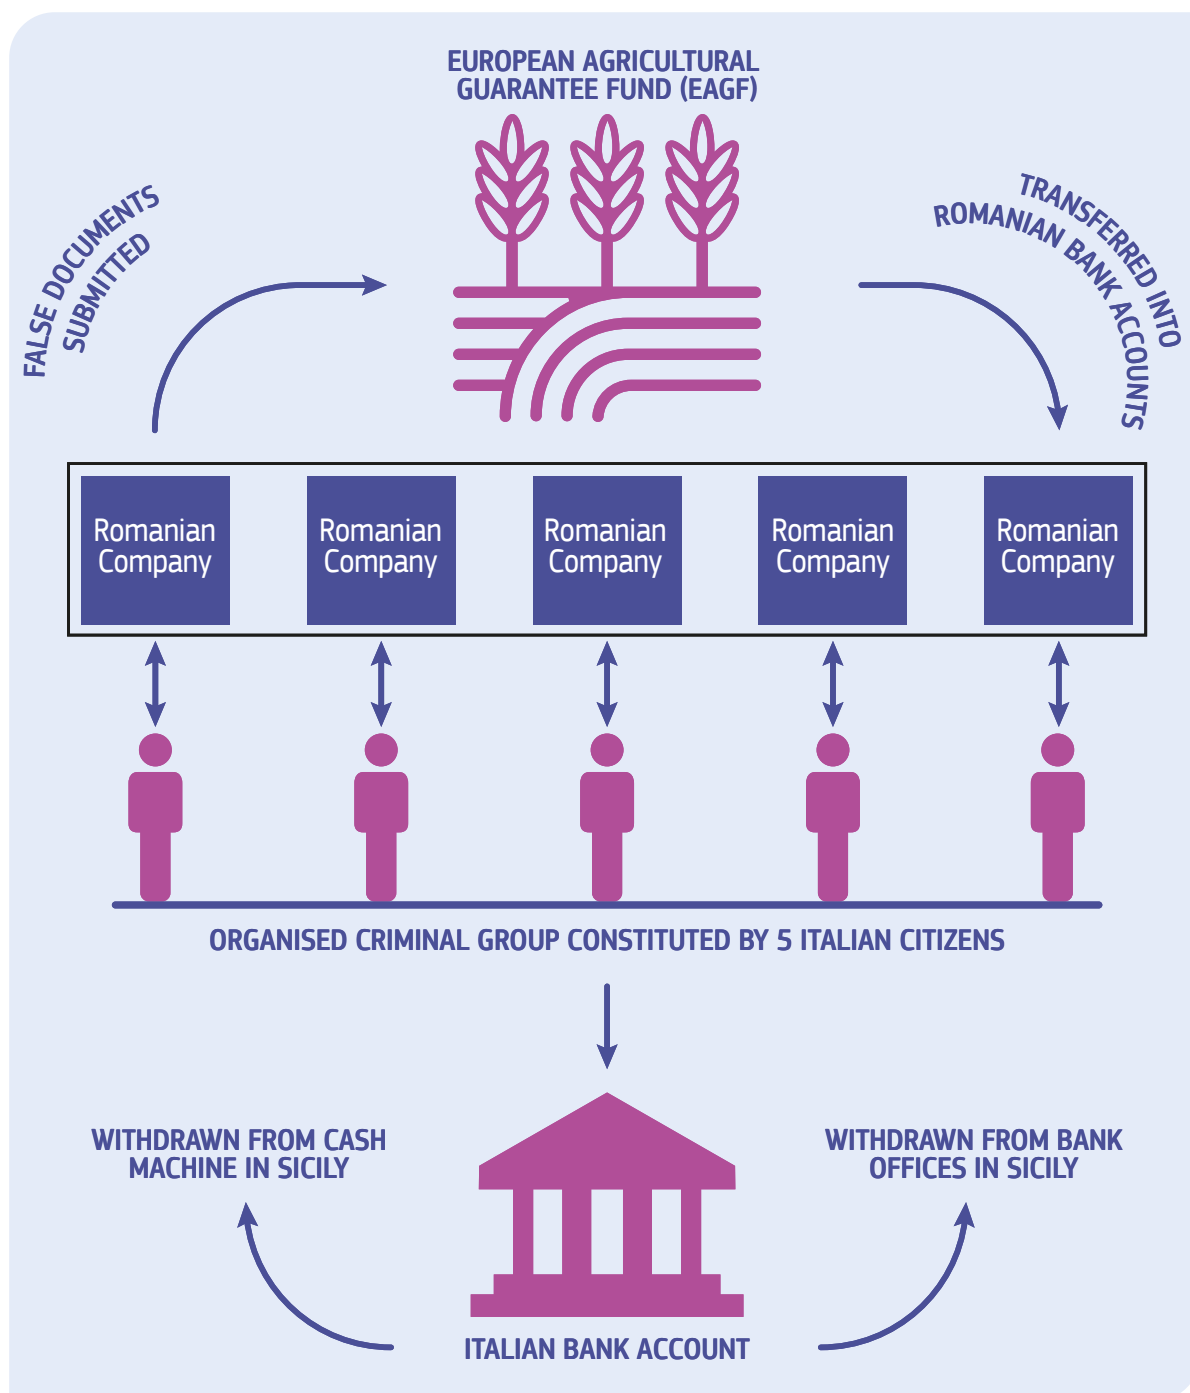 EUROPEAN AGRICULTURAL
GUARANTEE FUND (EAGF)
FALSE DOCUMENTS
SUBMITTED
TRANSFERRED INTO
ROMANIAN BANK ACCOUNTS
Romanian
Company
Romanian
Company
Romanian
Company
Romanian
Company
Romanian
Company
ORGANISED CRIMINAL GROUP CONSTITUTED BY 5 ITALIAN CITIZENS
WITHDRAWN FROM CASH
MACHINE IN SICILY
WITHDRAWN FROM BANK
OFFICES IN SICILY
ITALIAN BANK ACCOUNT